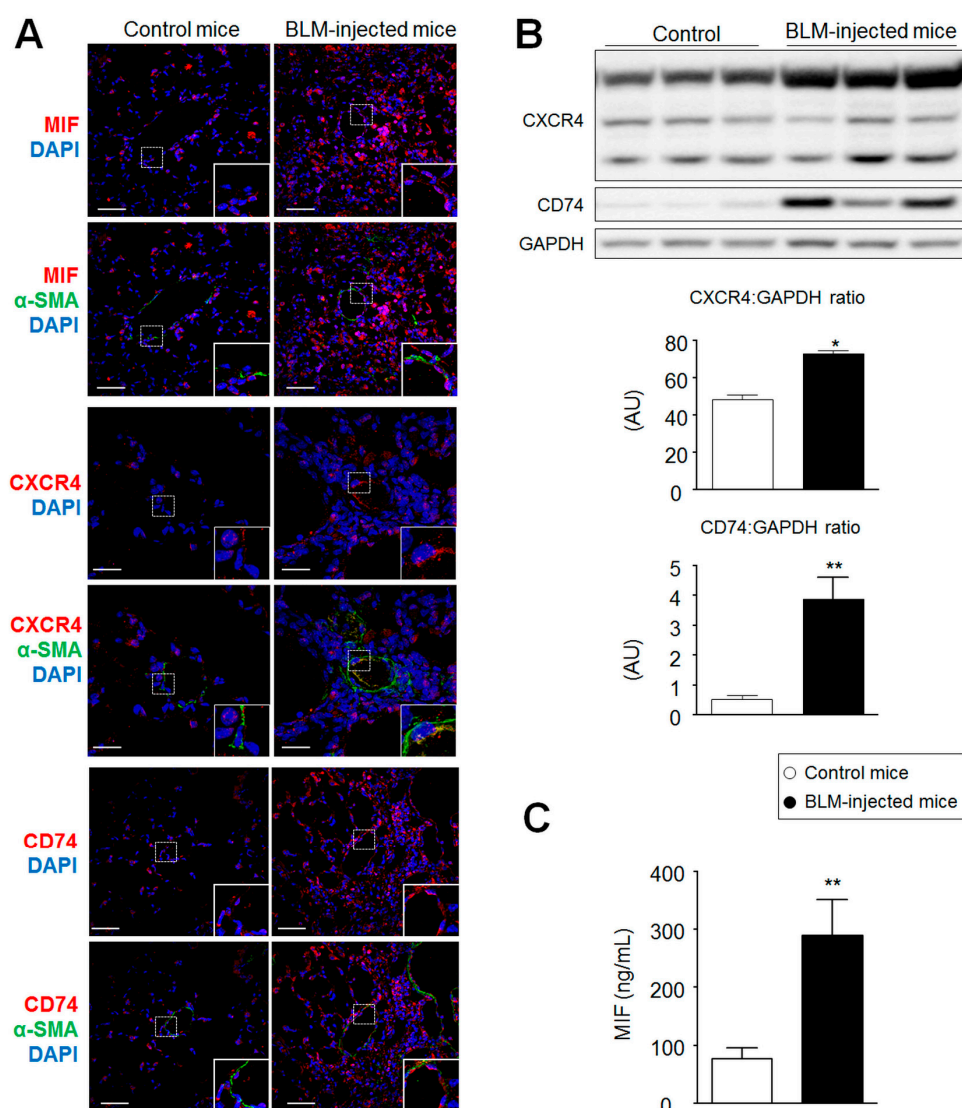 A
Control mice
BLM-injected mice
MIF
DAPI
MIF
α-SMA
DAPI
CXCR4
DAPI
CXCR4
α-SMA
DAPI
CD74
DAPI
CD74
α-SMA
DAPI
B
Control
BLM-injected mice
CXCR4
CD74
GAPDH
CXCR4:GAPDH ratio
(AU)
80
60
40
20
0
*
CD74:GAPDH ratio
(AU)
5
4
3
2
1
0
**
Control mice
BLM-injected mice
C
MIF (ng/mL)
400
300
200
100
0
**